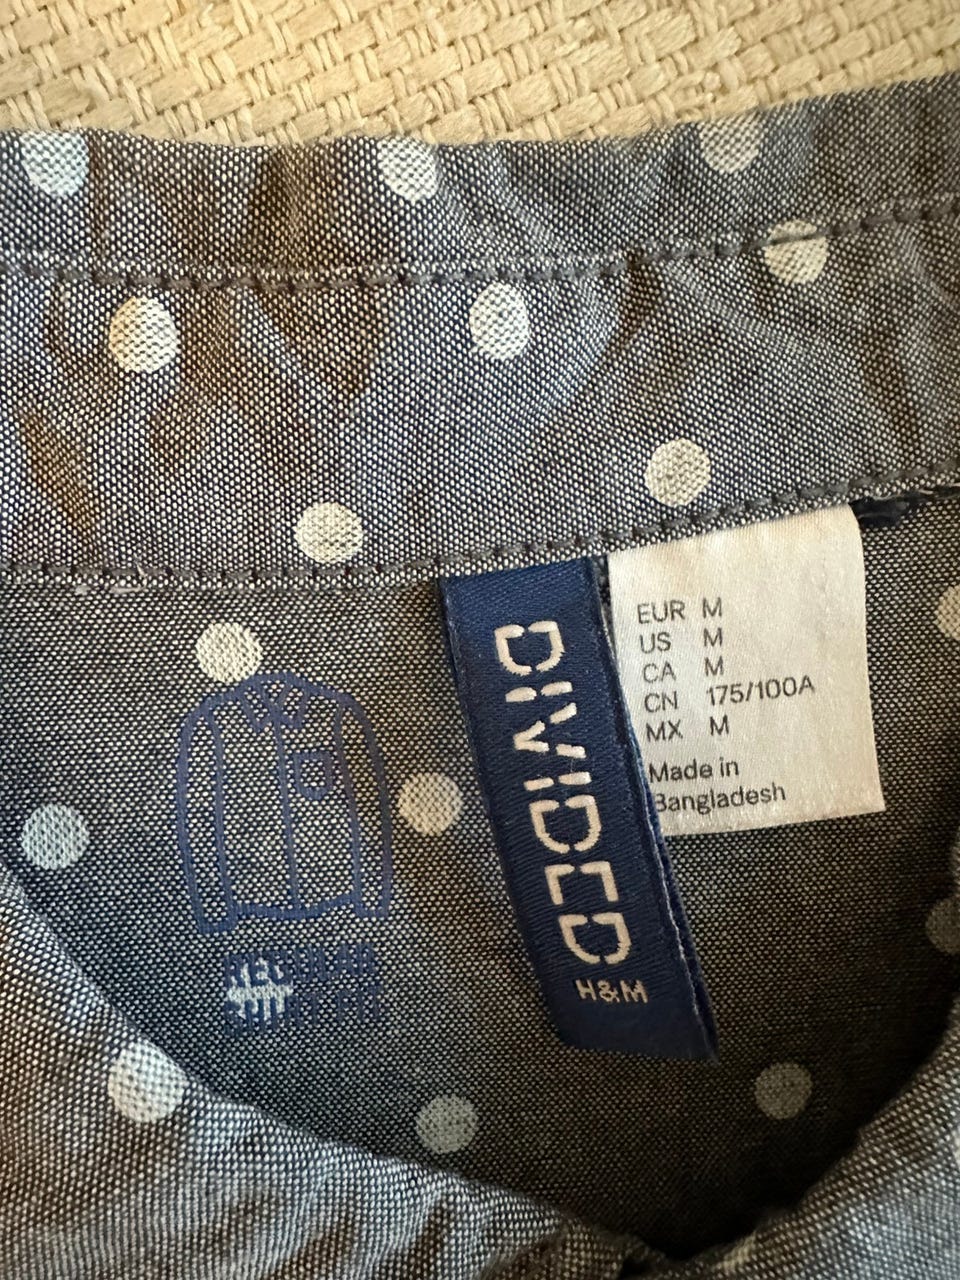 DIVIDED
H&M
EUR M
US M
CA M
CN 175/100A
MX M
Made in
Bangladesh